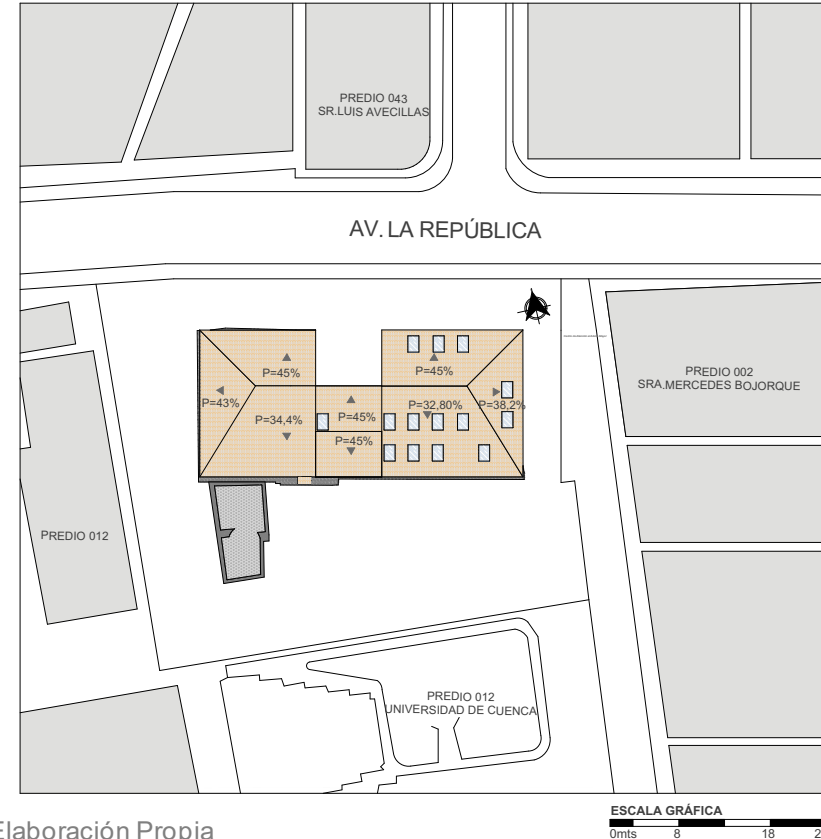 PREDIO 043
SR.LUIS AVECILLAS
AV. LA REPÚBLICA
PREDIO 002
SRA.MERCEDES BOJORQUE
P=45%
P=45%
P=43%
P=34,4%
P=45%
P=32,80%
P=38,2%
P=45%
PREDIO 012
PREDIO 012
UNIVERSIDAD DE CUENCA
Elaboración Propia
ESCALA GRÁFICA
0mts 8 18